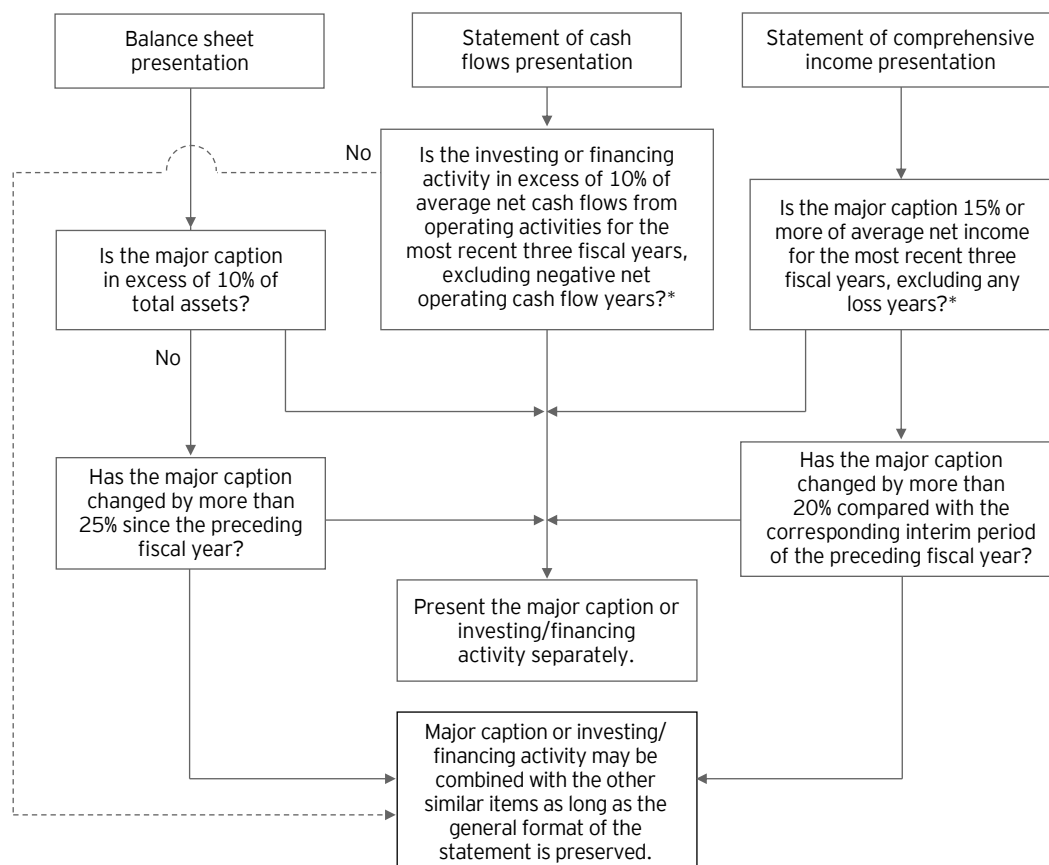 Balance sheet
presentation
Statement of cash
flows presentation
Statement of comprehensive
income presentation
No
Is the investing or financing
activity in excess of 10% of
average net cash flows from
operating activities for the
most recent three fiscal years,
excluding negative net
operating cash flow years?*
Is the major caption
in excess of 10% of
total assets?
Is the major caption 15% or
more of average net income
for the most recent three
fiscal years, excluding any
loss years?*
No
Has the major caption
changed by more than
25% since the preceding
fiscal year?
Has the major caption
changed by more than
20% compared with the
corresponding interim period
of the preceding fiscal year?
Present the major caption or
investing/financing
activity separately.
Major caption or investing/
financing activity may be
combined with the other
similar items as long as the
general format of the
statement is preserved.